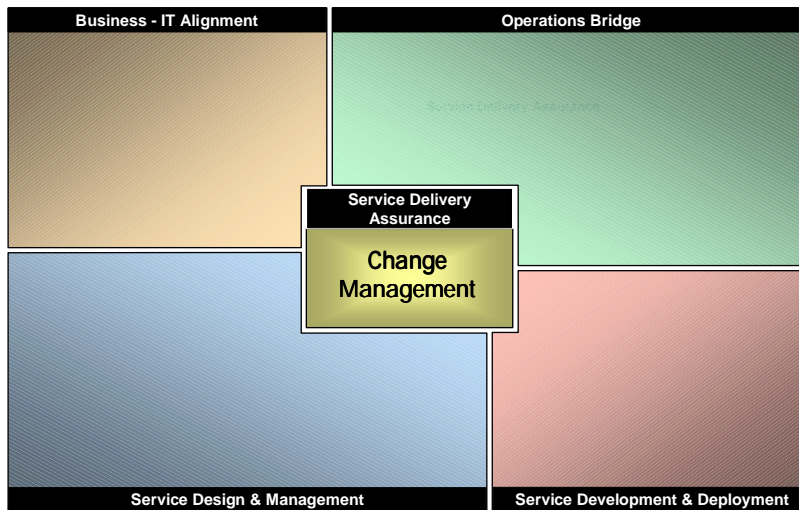 Business - IT Alignment
Operations Bridge
Service Delivery Assurance
Service Delivery
Assurance
Change
Management
Service Design & Management
Service Development & Deployment